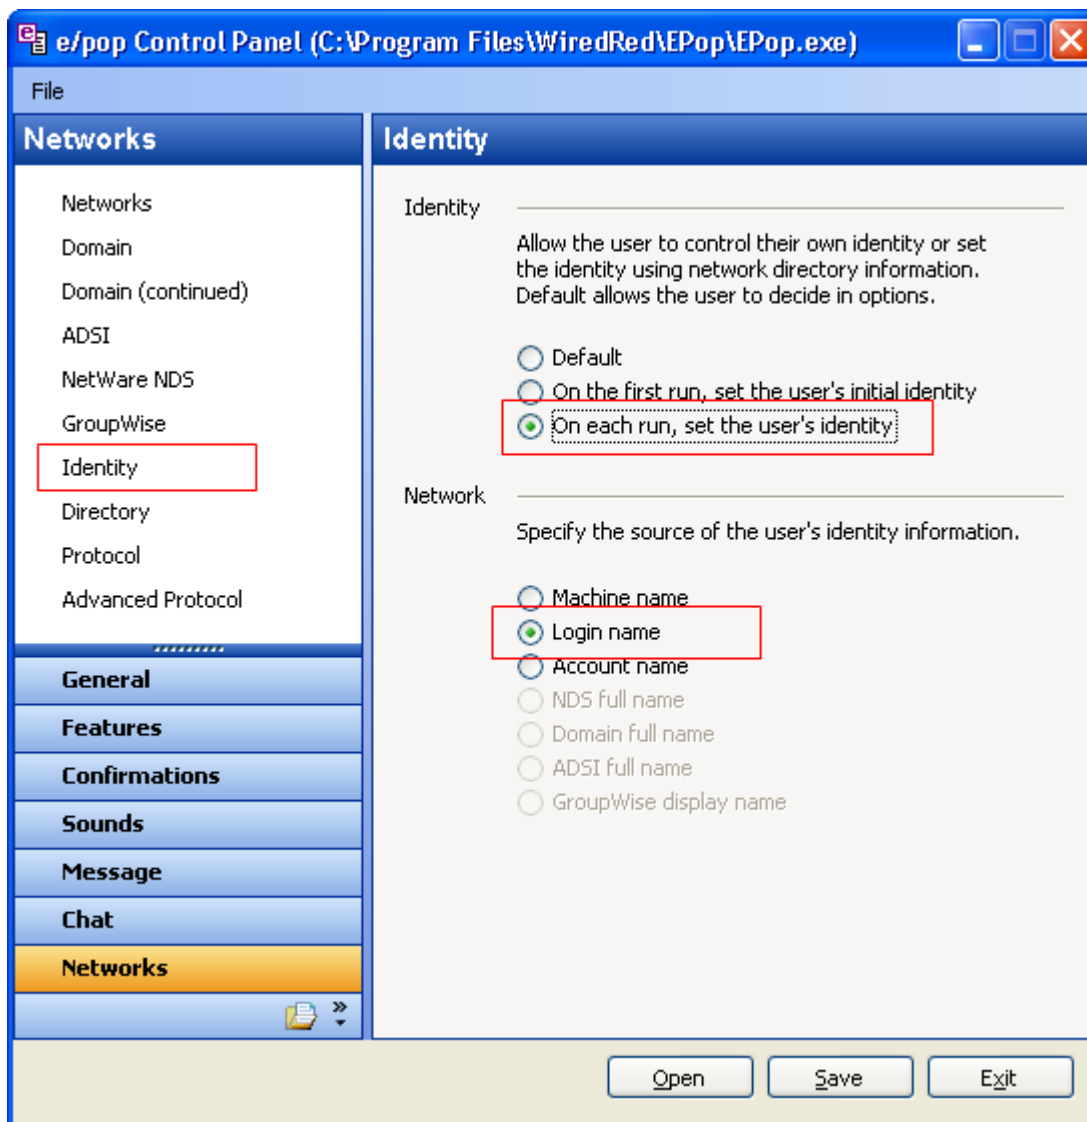 e/pop Control Panel (C:\Program Files\WiredRed\EPop\EPop.exe)
File
Networks
Networks
Domain
Domain (continued)
ADSI
NetWare NDS
GroupWise
Identity
Directory
Protocol
Advanced Protocol
General
Features
Confirmations
Sounds
Message
Chat
Networks
Identity
Identity
Allow the user to control their own identity or set
the identity using network directory information.
Default allows the user to decide in options.
Default
On the first run, set the user's initial identity
On each run, set the user's identity
Network
Specify the source of the user's identity information.
Machine name
Login name
Account name
NDS full name
Domain full name
ADSI full name
GroupWise display name
Open
Save
Exit